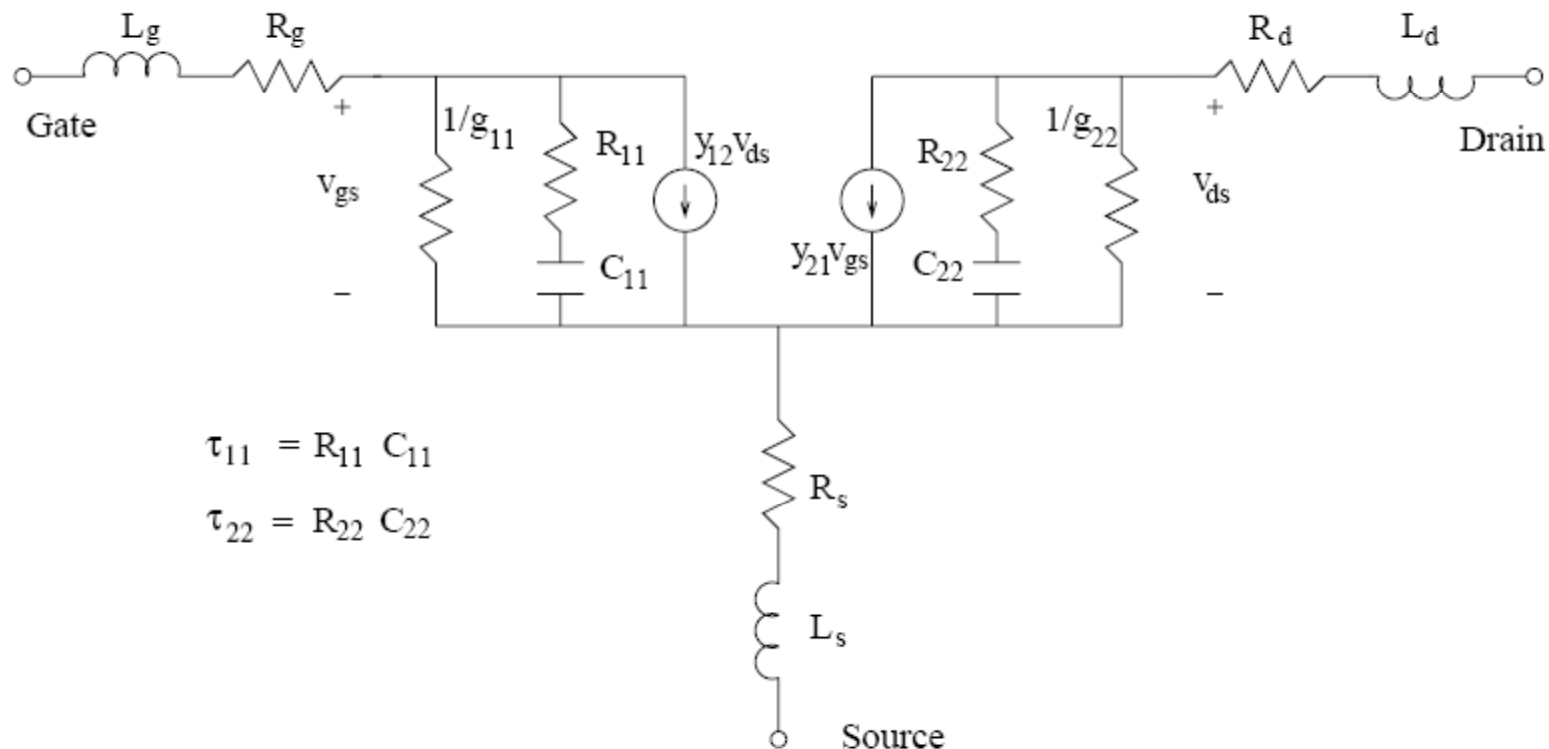 Lg Rg Rd Ld
Gate + 1/g11 R11 y12vds R22 1/g22 + Drain
vgs vds
− C11 y21vgs C22 −
τ11 = R11 C11
Rs
τ22 = R22 C22
Ls
Source